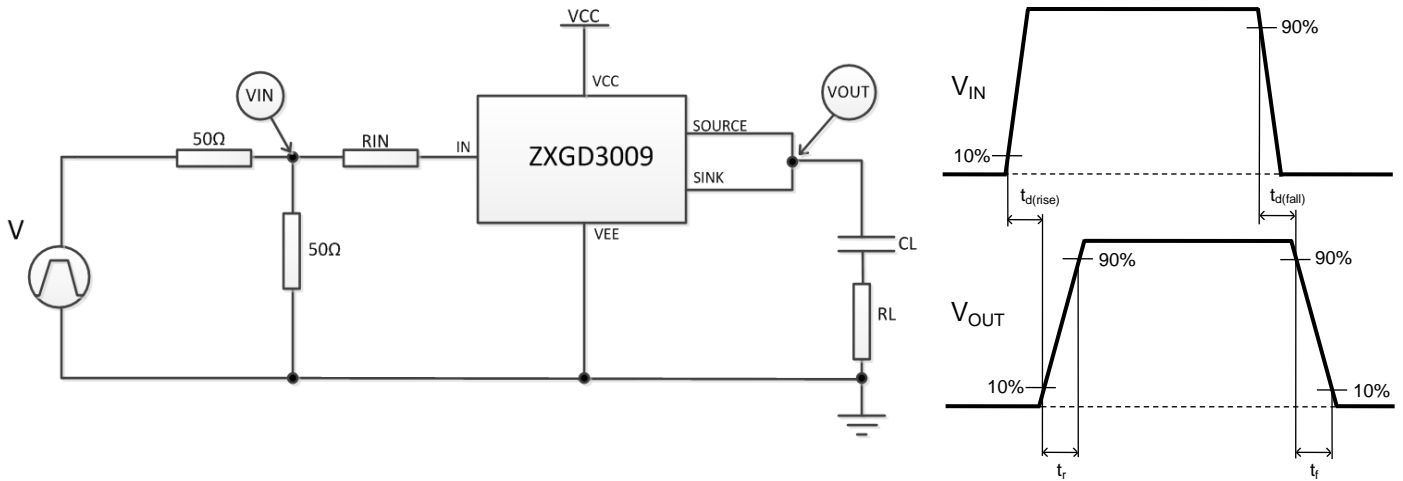 VCC
VCC
VIN
VOUT
50Ω
RIN
IN
ZXGD3009
SOURCE
SINK
VEE
V
50Ω
CL
RL
VIN
90%
10%
td(rise)
td(fall)
VOUT
90%
90%
10%
10%
tr
tf